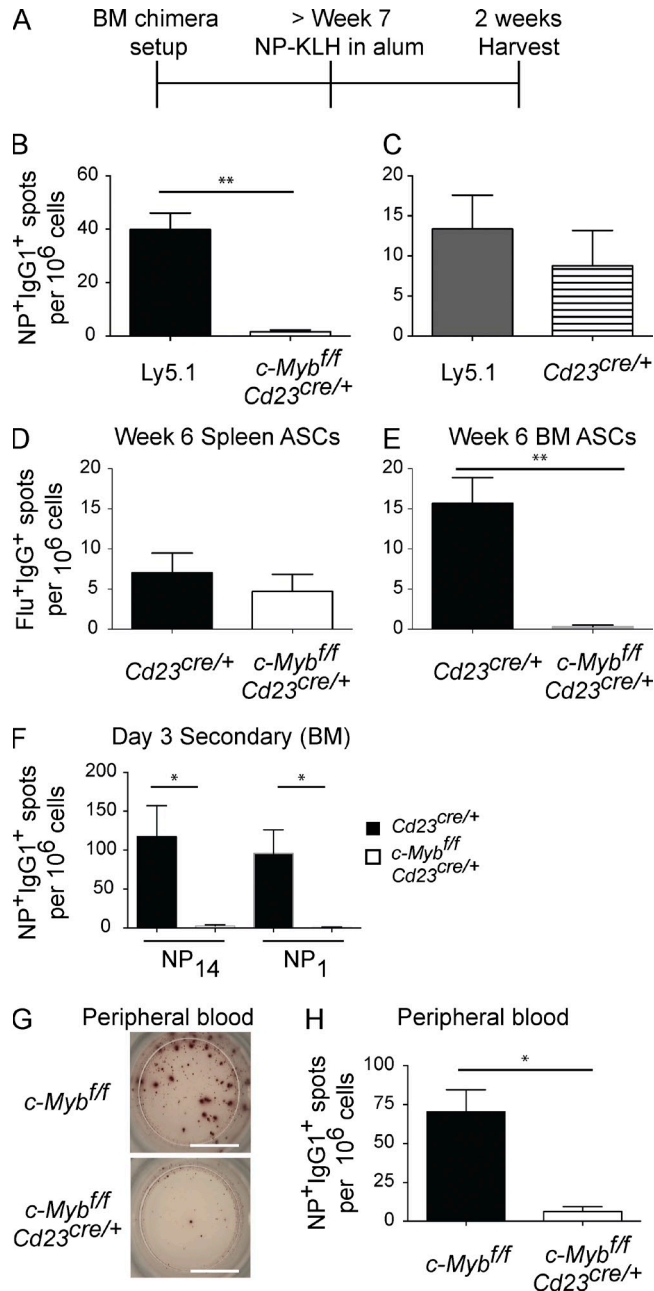 A
BM chimera setup
> Week 7 NP-KLH in alum
2 weeks Harvest
B
NP+IgG1+ spots per 10^6 cells
60
40
20
0
**
Ly5.1
c-Myb^f/f Cd23^cre/+
C
20
15
10
5
0
Ly5.1
Cd23^cre/+
D
Week 6 Spleen ASCs
Flu+IgG+ spots per 10^6 cells
20
15
10
5
0
Cd23^cre/+
c-Myb^f/f Cd23^cre/+
E
Week 6 BM ASCs
20
15
10
5
0
**
Cd23^cre/+
c-Myb^f/f Cd23^cre/+
F
Day 3 Secondary (BM)
NP+IgG1+ spots per 10^6 cells
200
150
100
50
0
*
*
NP14
NP1
Cd23^cre/+
c-Myb^f/f Cd23^cre/+
G
Peripheral blood
c-Myb^f/f
c-Myb^f/f Cd23^cre/+
H
Peripheral blood
NP+IgG1+ spots per 10^6 cells
100
75
50
25
0
*
c-Myb^f/f
c-Myb^f/f Cd23^cre/+